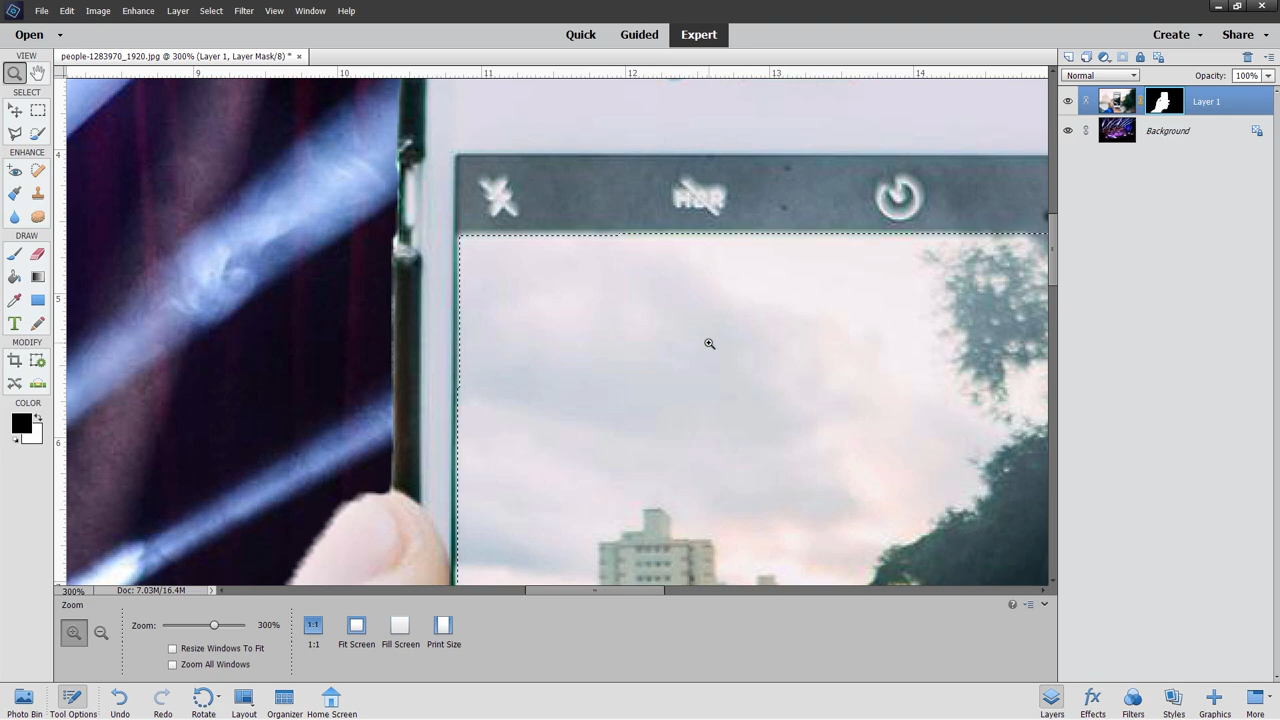 File Edit Image Enhance Layer Select Filter View Window Help
Open Quick Guided Expert Create Share
VIEW
people-1283970_1920.jpg @ 300% (Layer 1, Layer Mask/8) * ×
9 10 11 12 13 14
Normal Opacity: 100%
SELECT
Layer 1
Background
4
HDR
ENHANCE
DRAW
5
MODIFY
COLOR
6
300% Doc: 7.03M/16.4M
Zoom
Zoom: 300%
1:1
1:1 Fit Screen Fill Screen Print Size
Resize Windows To Fit
Zoom All Windows
Photo Bin Tool Options Undo Redo Rotate Layout Organizer Home Screen Layers Effects Filters Styles Graphics More